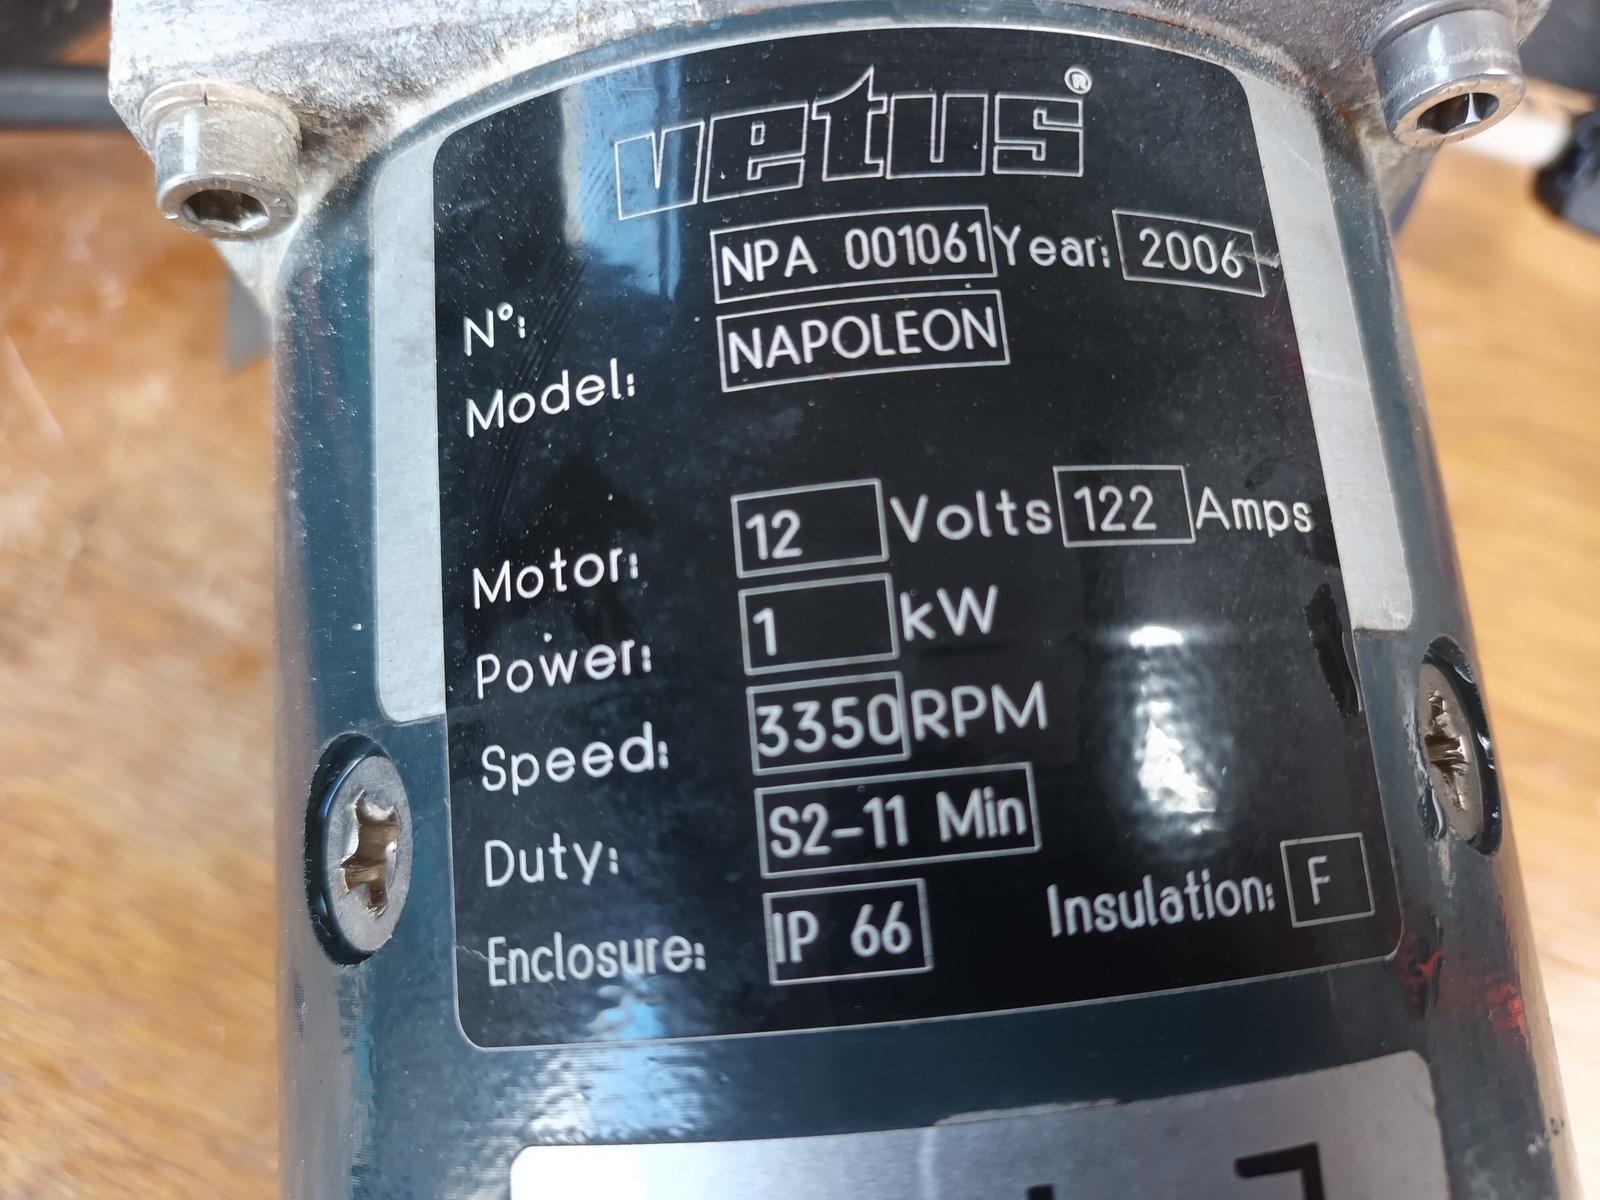 vetus®
N°: NPA 001061 Year: 2006
Model: NAPOLEON
Motor: 12 Volts 122 Amps
Power: 1 kW
Speed: 3350 RPM
Duty: S2-11 Min
Enclosure: IP 66 Insulation: F